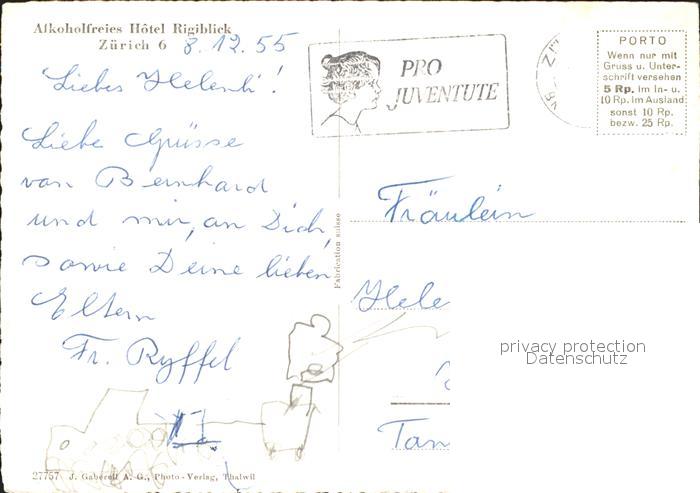 Alkoholfreies Hôtel Rigiblick
Zürich 6 8.12.55
Liebes Helenli!
Liebe Grüsse
von Bernhard
und mir, an Dich,
sowie Deine lieben
Eltern
Fr. Ryffel
27757 J. Gaberell A.-G., Photo-Verlag, Thalwil
Fabrication suisse
PRO
JUVENTUTE
PORTO
Wenn nur mit
Gruss u. Unter-
schrift versehen
5 Rp. im In- u.
10 Rp. im Ausland
sonst 10 Rp.
bezw. 25 Rp.
Fräulein
Hele
Tan
privacy protection
Datenschutz